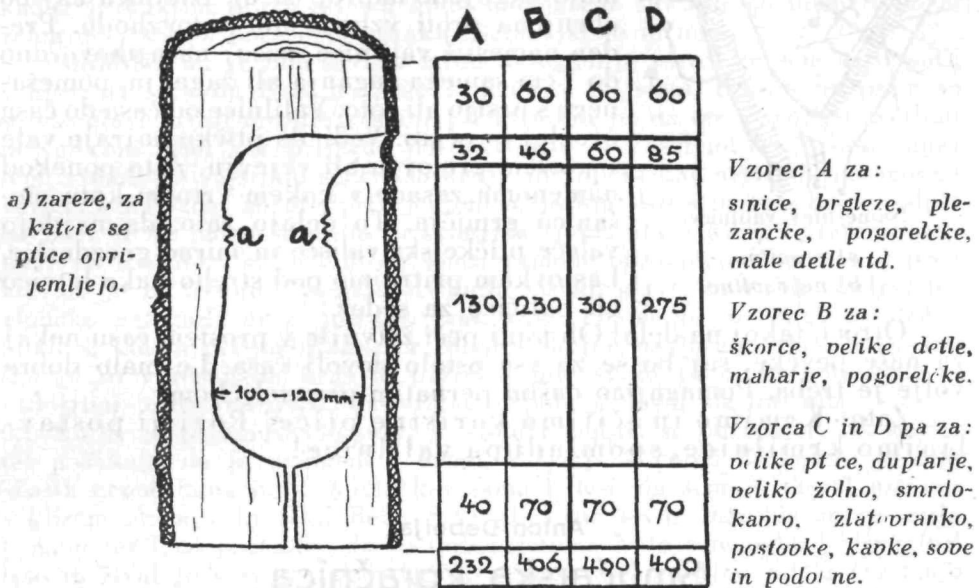 A B C D
30 60 60 60
32 46 60 85
a) zareze, za
katere se
ptice opri-
jemljejo.
a a
130 230 300 275
100–120mm
40 70 70 70
232 406 490 490
Vzorec A za:
sinice, brgleze, ple-
zavčke, pogorelčke,
male detle itd.
Vzorec B za:
škorce, velike detle,
muharje, pogorelčke.
Vzorca C in D pa za:
velike ptice, duplarje,
veliko žolno, smrdo-
kavro, zlatovranko,
postovke, kavke, sove
in podobne.